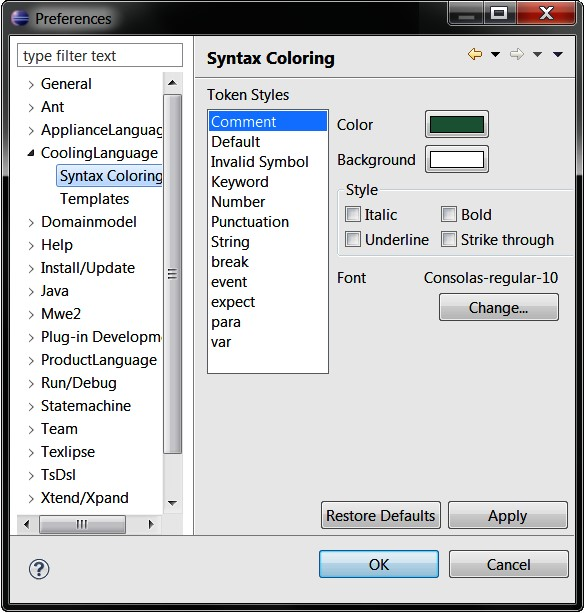 Preferences
type filter text
General
Ant
ApplianceLanguag
CoolingLanguage
Syntax Coloring
Templates
Domainmodel
Help
Install/Update
Java
Mwe2
Plug-in Developm
ProductLanguage
Run/Debug
Statemachine
Team
Texlipse
TsDsl
Xtend/Xpand
Syntax Coloring
Token Styles
Comment
Default
Invalid Symbol
Keyword
Number
Punctuation
String
break
event
expect
para
var
Color
Background
Style
Italic Bold
Underline Strike through
Font Consolas-regular-10
Change...
Restore Defaults Apply
? OK Cancel